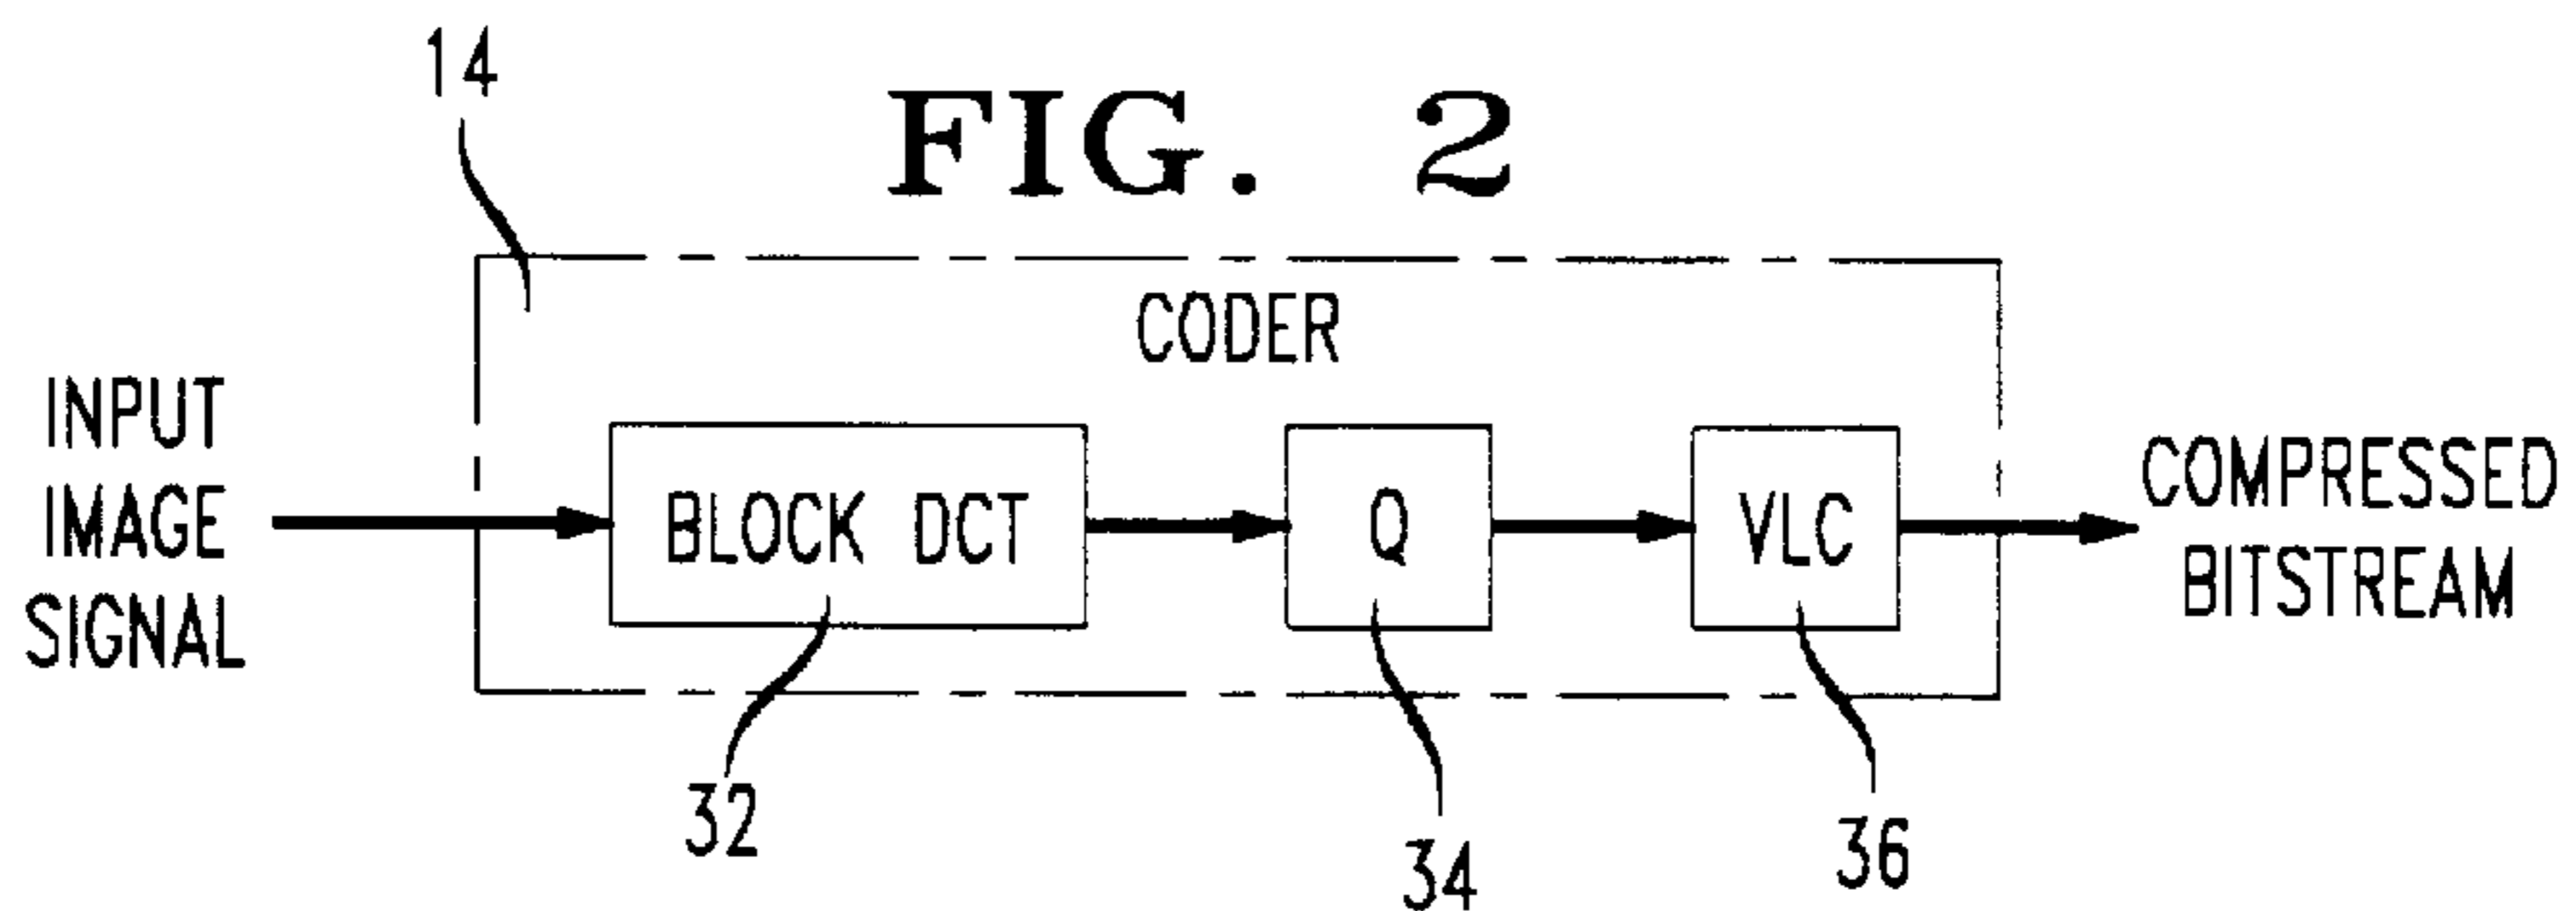 14
FIG. 2
CODER
INPUT
IMAGE
SIGNAL
BLOCK DCT
Q
VLC
COMPRESSED
BITSTREAM
32
34
36